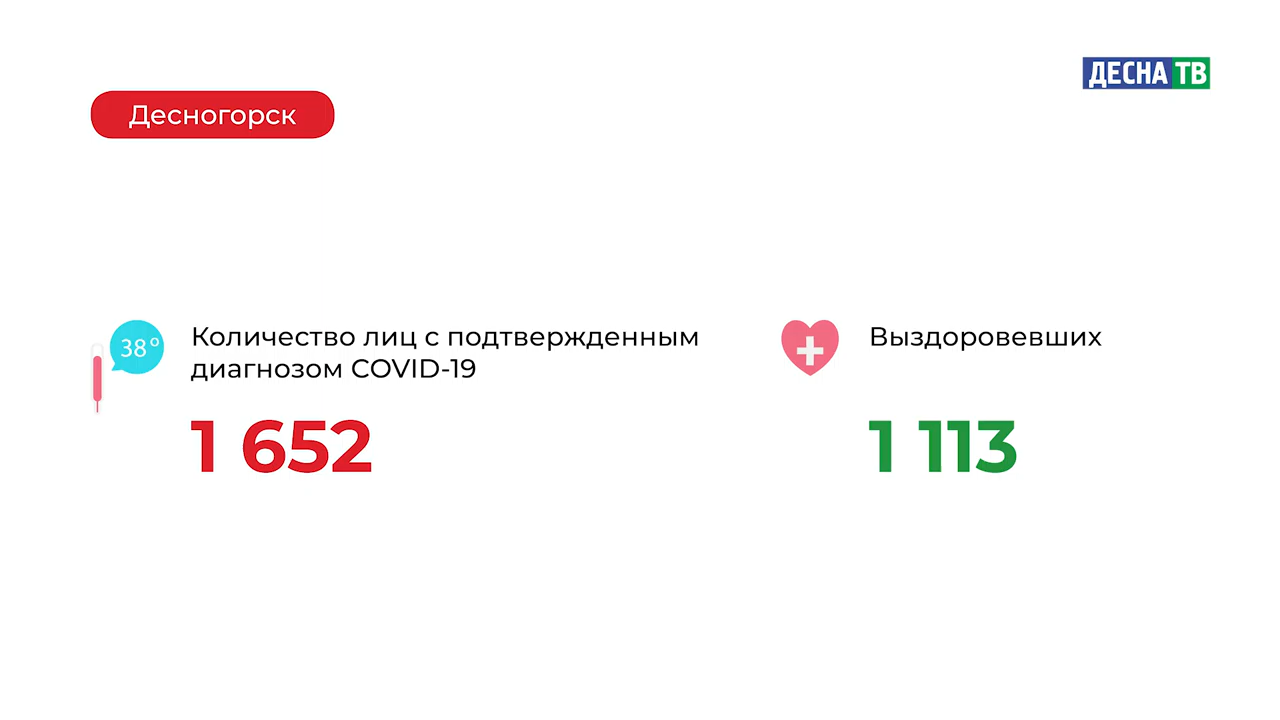 ДЕСНА ТВ
Десногорск
38°
Количество лиц с подтвержденным
диагнозом COVID-19
1 652
Выздоровевших
1 113